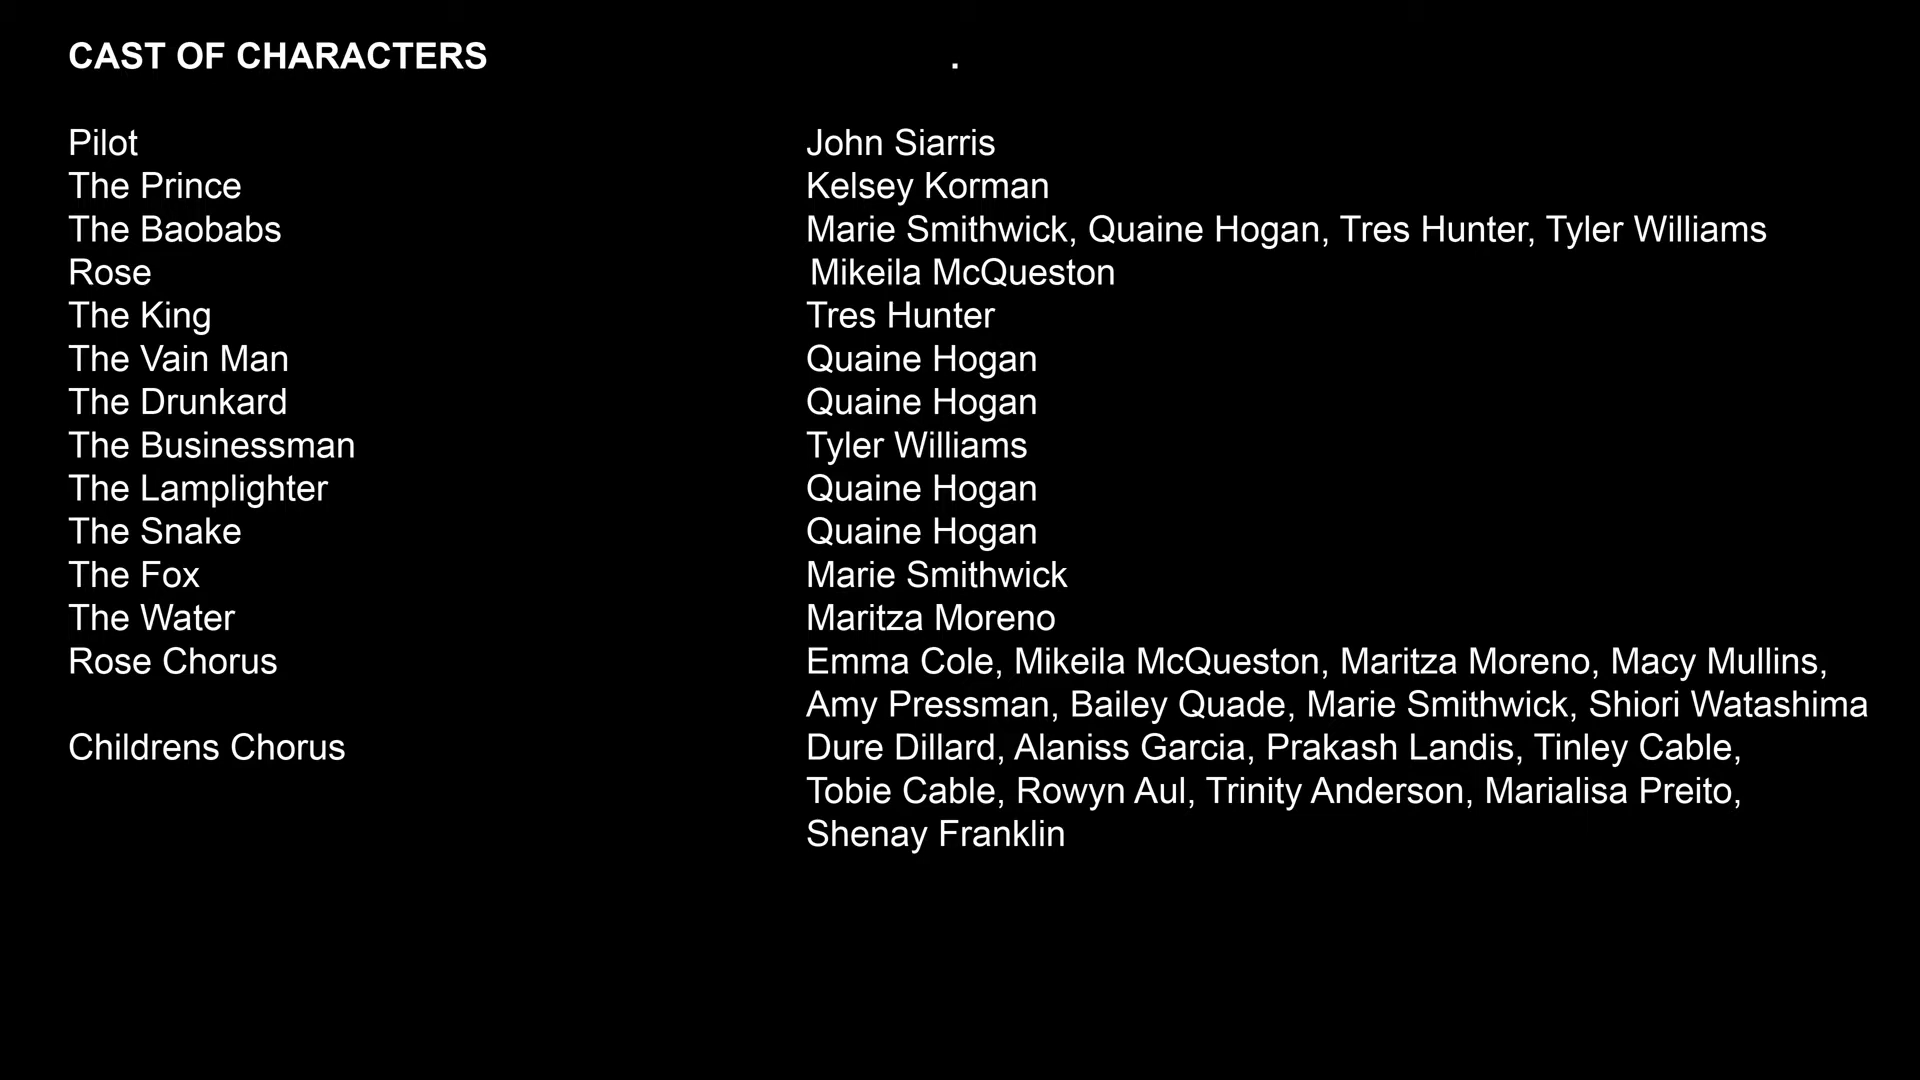 CAST OF CHARACTERS .
Pilot John Siarris
The Prince Kelsey Korman
The Baobabs Marie Smithwick, Quaine Hogan, Tres Hunter, Tyler Williams
Rose Mikeila McQueston
The King Tres Hunter
The Vain Man Quaine Hogan
The Drunkard Quaine Hogan
The Businessman Tyler Williams
The Lamplighter Quaine Hogan
The Snake Quaine Hogan
The Fox Marie Smithwick
The Water Maritza Moreno
Rose Chorus Emma Cole, Mikeila McQueston, Maritza Moreno, Macy Mullins,
Amy Pressman, Bailey Quade, Marie Smithwick, Shiori Watashima
Childrens Chorus Dure Dillard, Alaniss Garcia, Prakash Landis, Tinley Cable,
Tobie Cable, Rowyn Aul, Trinity Anderson, Marialisa Preito,
Shenay Franklin